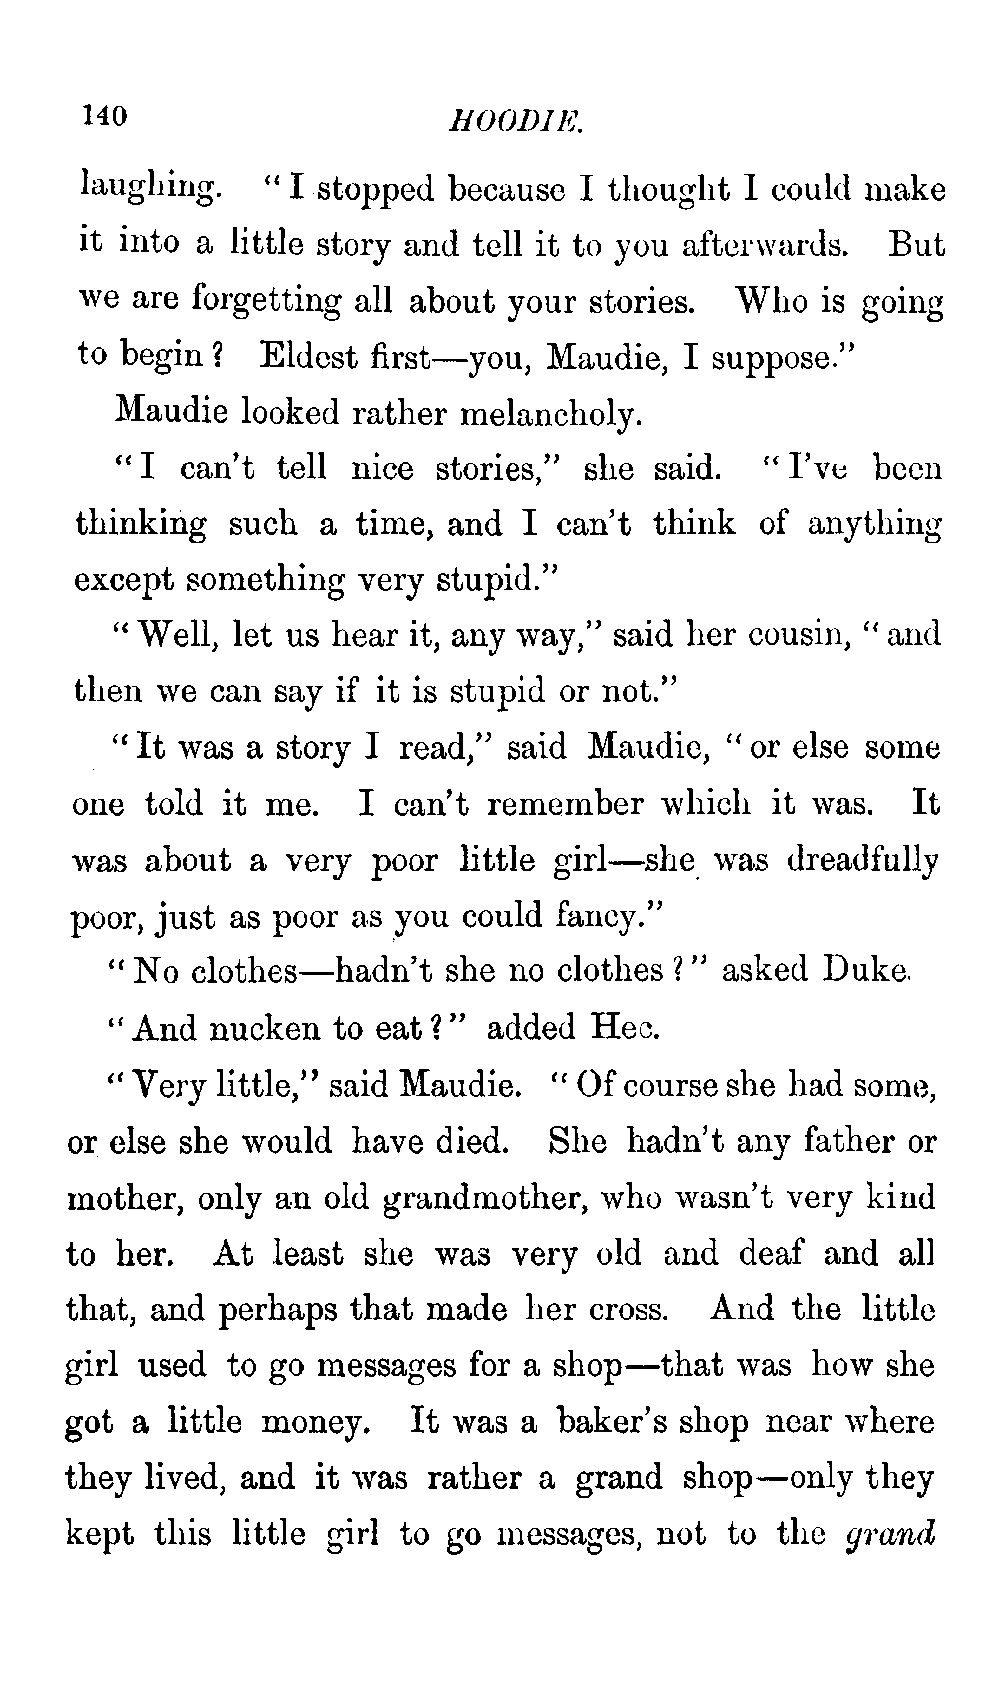 140 HOODIE.
laughing. “I stopped because I thought I could make
it into a little story and tell it to you afterwards. But
we are forgetting all about your stories. Who is going
to begin? Eldest first—you, Maudie, I suppose.”
Maudie looked rather melancholy.
“I can’t tell nice stories,” she said. “I’ve been
thinking such a time, and I can’t think of anything
except something very stupid.”
“Well, let us hear it, any way,” said her cousin, “and
then we can say if it is stupid or not.”
“It was a story I read,” said Maudie, “or else some
one told it me. I can’t remember which it was. It
was about a very poor little girl—she was dreadfully
poor, just as poor as you could fancy.”
“No clothes—hadn’t she no clothes?” asked Duke.
“And nucken to eat?” added Hec.
“Very little,” said Maudie. “Of course she had some,
or else she would have died. She hadn’t any father or
mother, only an old grandmother, who wasn’t very kind
to her. At least she was very old and deaf and all
that, and perhaps that made her cross. And the little
girl used to go messages for a shop—that was how she
got a little money. It was a baker’s shop near where
they lived, and it was rather a grand shop—only they
kept this little girl to go messages, not to the grand